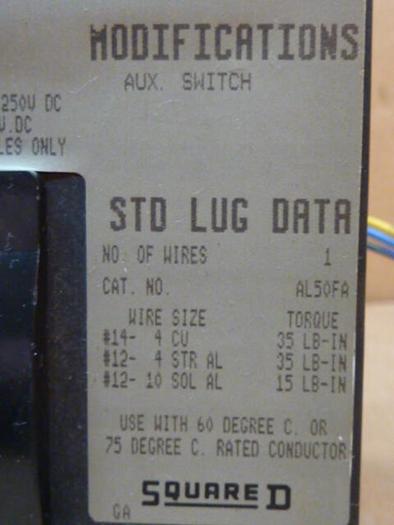 MODIFICATIONS
AUX. SWITCH
250V DC
V.DC
LES ONLY
STD LUG DATA
NO. OF WIRES 1
CAT. NO. AL50FA
WIRE SIZE TORQUE
#14- 4 CU 35 LB-IN
#12- 4 STR AL 35 LB-IN
#12- 10 SOL AL 15 LB-IN
USE WITH 60 DEGREE C. OR
75 DEGREE C. RATED CONDUCTOR
SQUARE D
GA